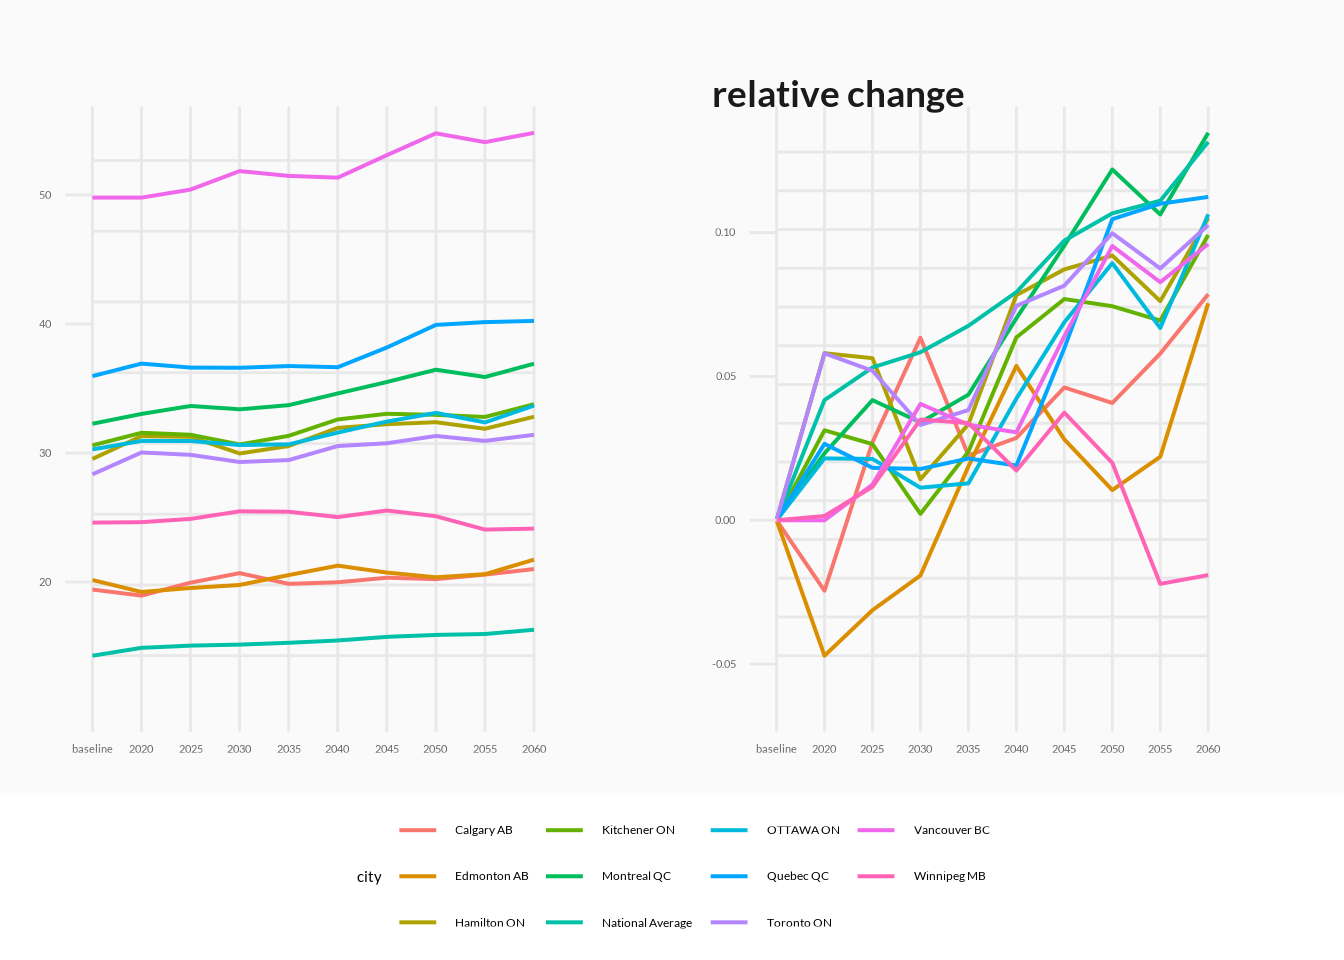 relative change
50
40
30
20
baseline 2020 2025 2030 2035 2040 2045 2050 2055 2060
0.10
0.05
0.00
-0.05
baseline 2020 2025 2030 2035 2040 2045 2050 2055 2060
city
Calgary AB
Edmonton AB
Hamilton ON
Kitchener ON
Montreal QC
National Average
OTTAWA ON
Quebec QC
Toronto ON
Vancouver BC
Winnipeg MB